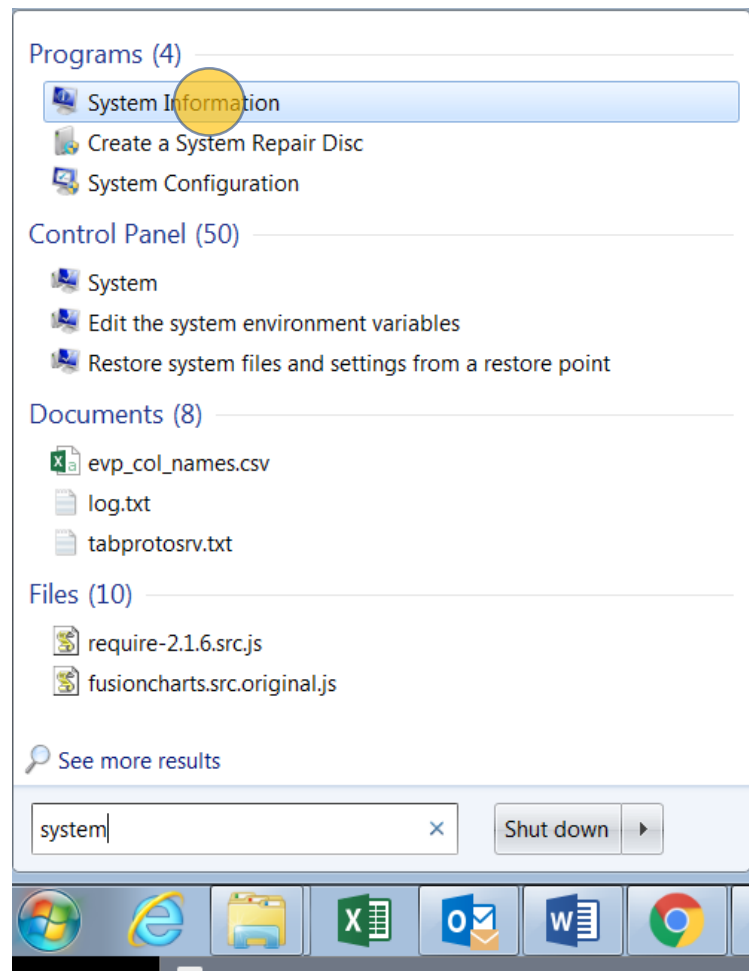 Programs (4)
System Information
Create a System Repair Disc
System Configuration
Control Panel (50)
System
Edit the system environment variables
Restore system files and settings from a restore point
Documents (8)
evp_col_names.csv
log.txt
tabprotosrv.txt
Files (10)
require-2.1.6.src.js
fusioncharts.src.original.js
See more results
system
Shut down